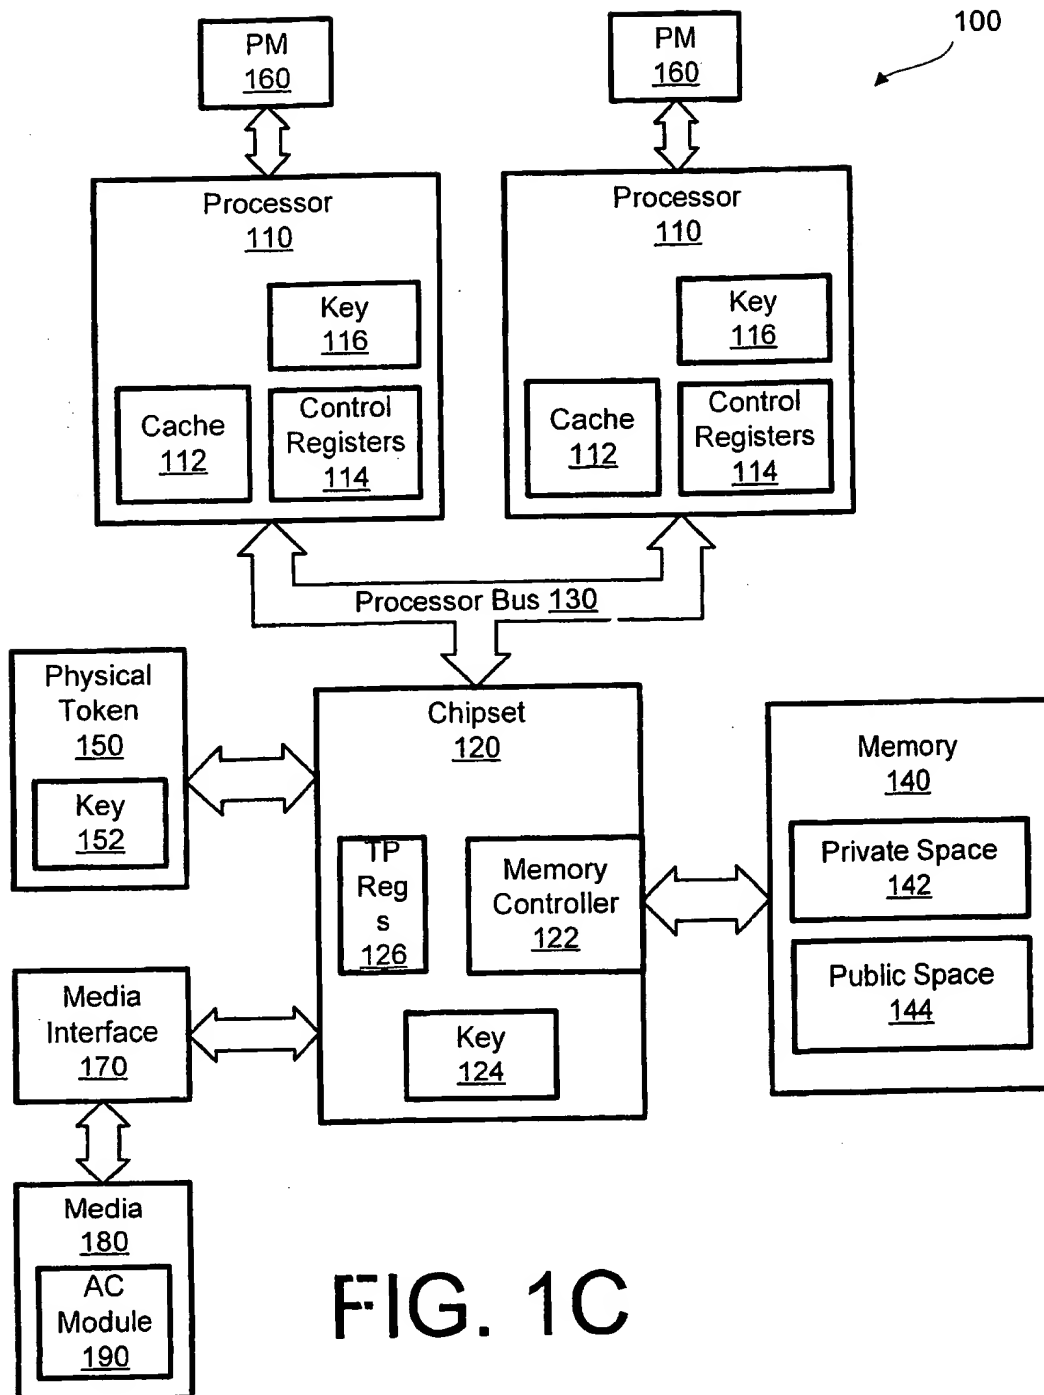 100
PM
160
PM
160
Processor
110
Key
116
Cache
112
Control
Registers
114
Processor
110
Key
116
Cache
112
Control
Registers
114
Processor Bus 130
Physical
Token
150
Key
152
Chipset
120
TP
Reg
s
126
Memory
Controller
122
Key
124
Memory
140
Private Space
142
Public Space
144
Media
Interface
170
Media
180
AC
Module
190
FIG. 1C